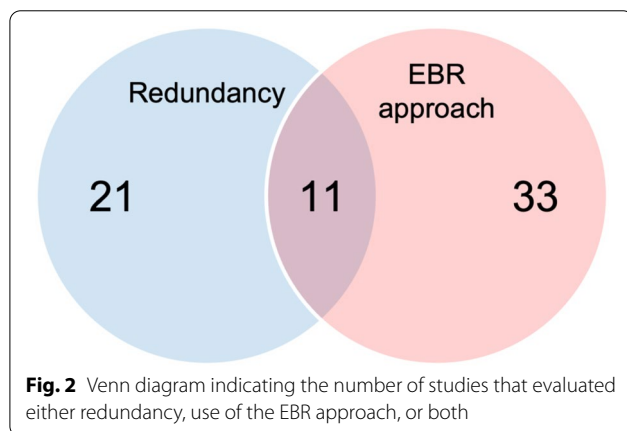 Redundancy
EBR
approach
21
11
33
Fig. 2 Venn diagram indicating the number of studies that evaluated
either redundancy, use of the EBR approach, or both